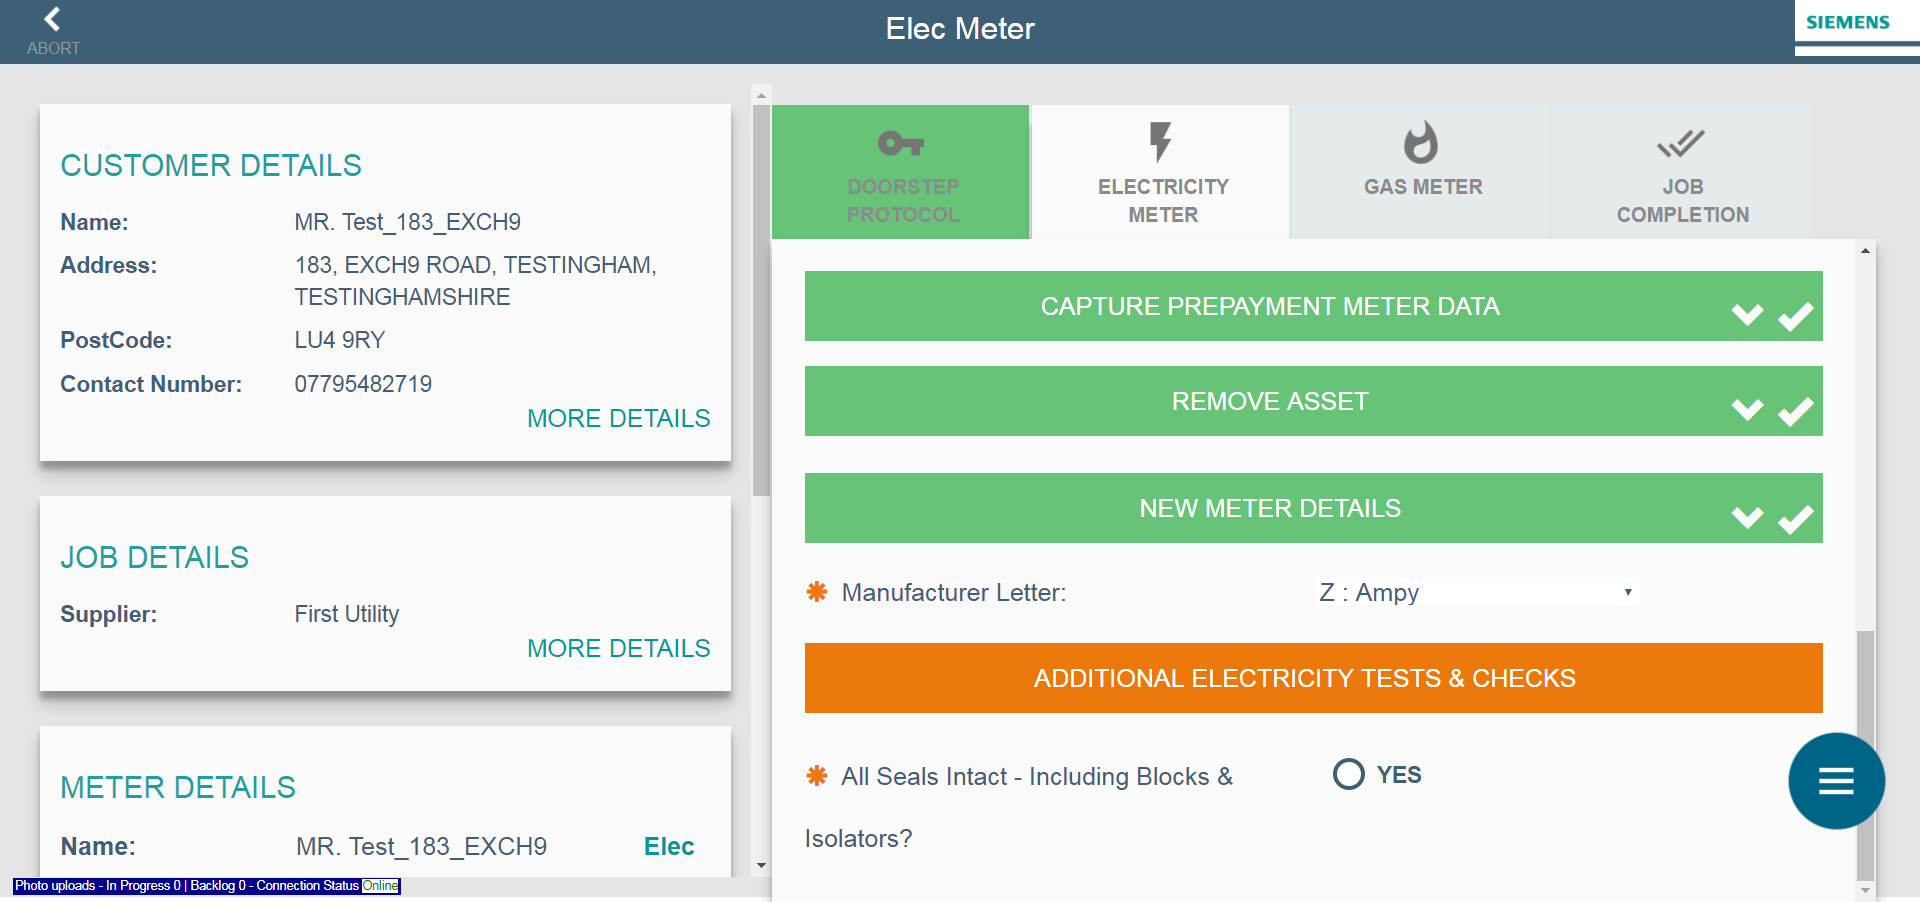 ABORT
Elec Meter
SIEMENS
CUSTOMER DETAILS
Name: MR. Test_183_EXCH9
Address: 183, EXCH9 ROAD, TESTINGHAM,
TESTINGHAMSHIRE
PostCode: LU4 9RY
Contact Number: 07795482719
MORE DETAILS
JOB DETAILS
Supplier: First Utility
MORE DETAILS
METER DETAILS
Name: MR. Test_183_EXCH9 Elec
Photo uploads - In Progress 0 | Backlog 0 - Connection Status Online
DOORSTEP
PROTOCOL
ELECTRICITY
METER
GAS METER
JOB
COMPLETION
CAPTURE PREPAYMENT METER DATA
REMOVE ASSET
NEW METER DETAILS
Manufacturer Letter: Z : Ampy
ADDITIONAL ELECTRICITY TESTS & CHECKS
All Seals Intact - Including Blocks & YES
Isolators?